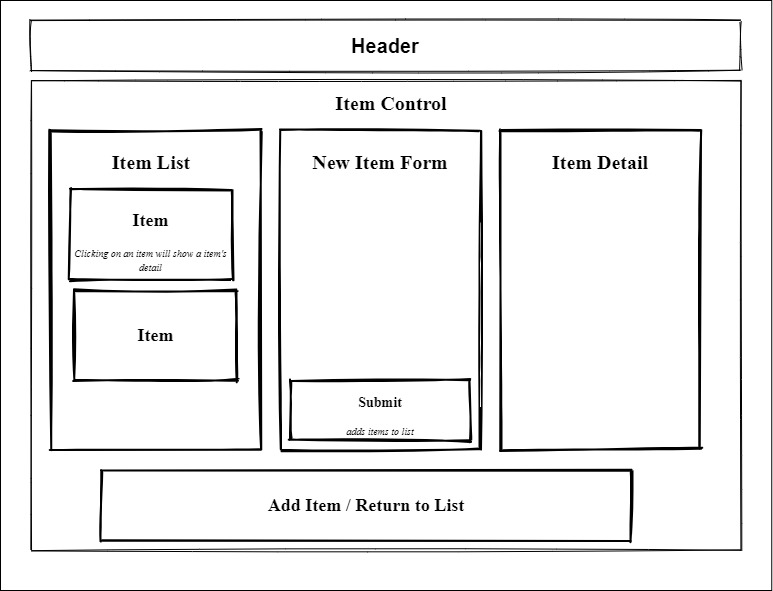 Header
Item Control
Item List
New Item Form
Item Detail
Item
Clicking on an item will show a item's
detail
Item
Submit
adds items to list
Add Item / Return to List